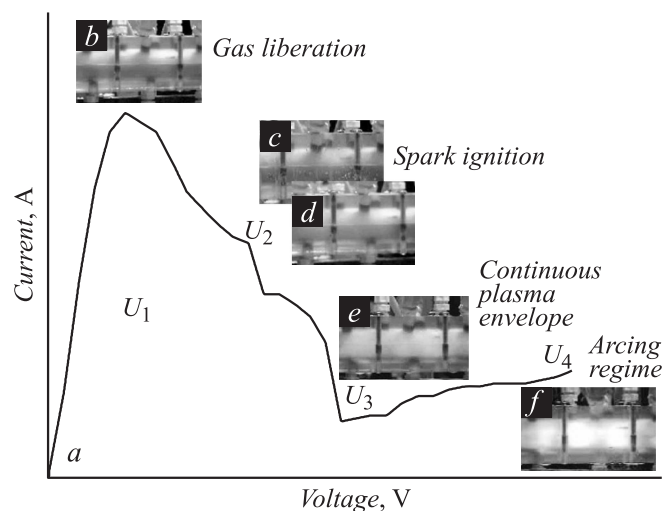 b
Gas liberation
c
Spark ignition
d
U2
Continuous
plasma
envelope
e
U1
U4
Arcing
regime
U3
f
a
Current, A
Voltage, V